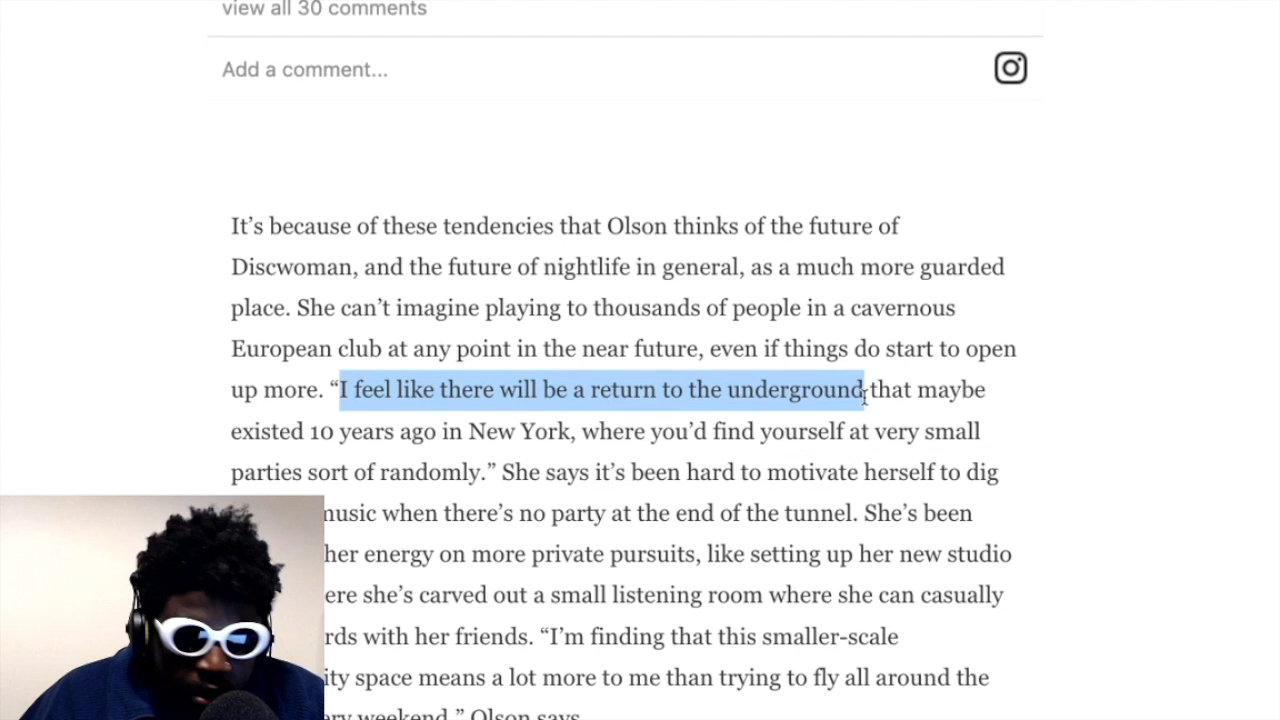 view all 30 comments
Add a comment...
It’s because of these tendencies that Olson thinks of the future of
Discwoman, and the future of nightlife in general, as a much more guarded
place. She can’t imagine playing to thousands of people in a cavernous
European club at any point in the near future, even if things do start to open
up more. “I feel like there will be a return to the underground that maybe
existed 10 years ago in New York, where you’d find yourself at very small
parties sort of randomly.” She says it’s been hard to motivate herself to dig
music when there’s no party at the end of the tunnel. She’s been
her energy on more private pursuits, like setting up her new studio
she’s carved out a small listening room where she can casually
with her friends. “I’m finding that this smaller-scale
space means a lot more to me than trying to fly all around the
weekend.” Olson says